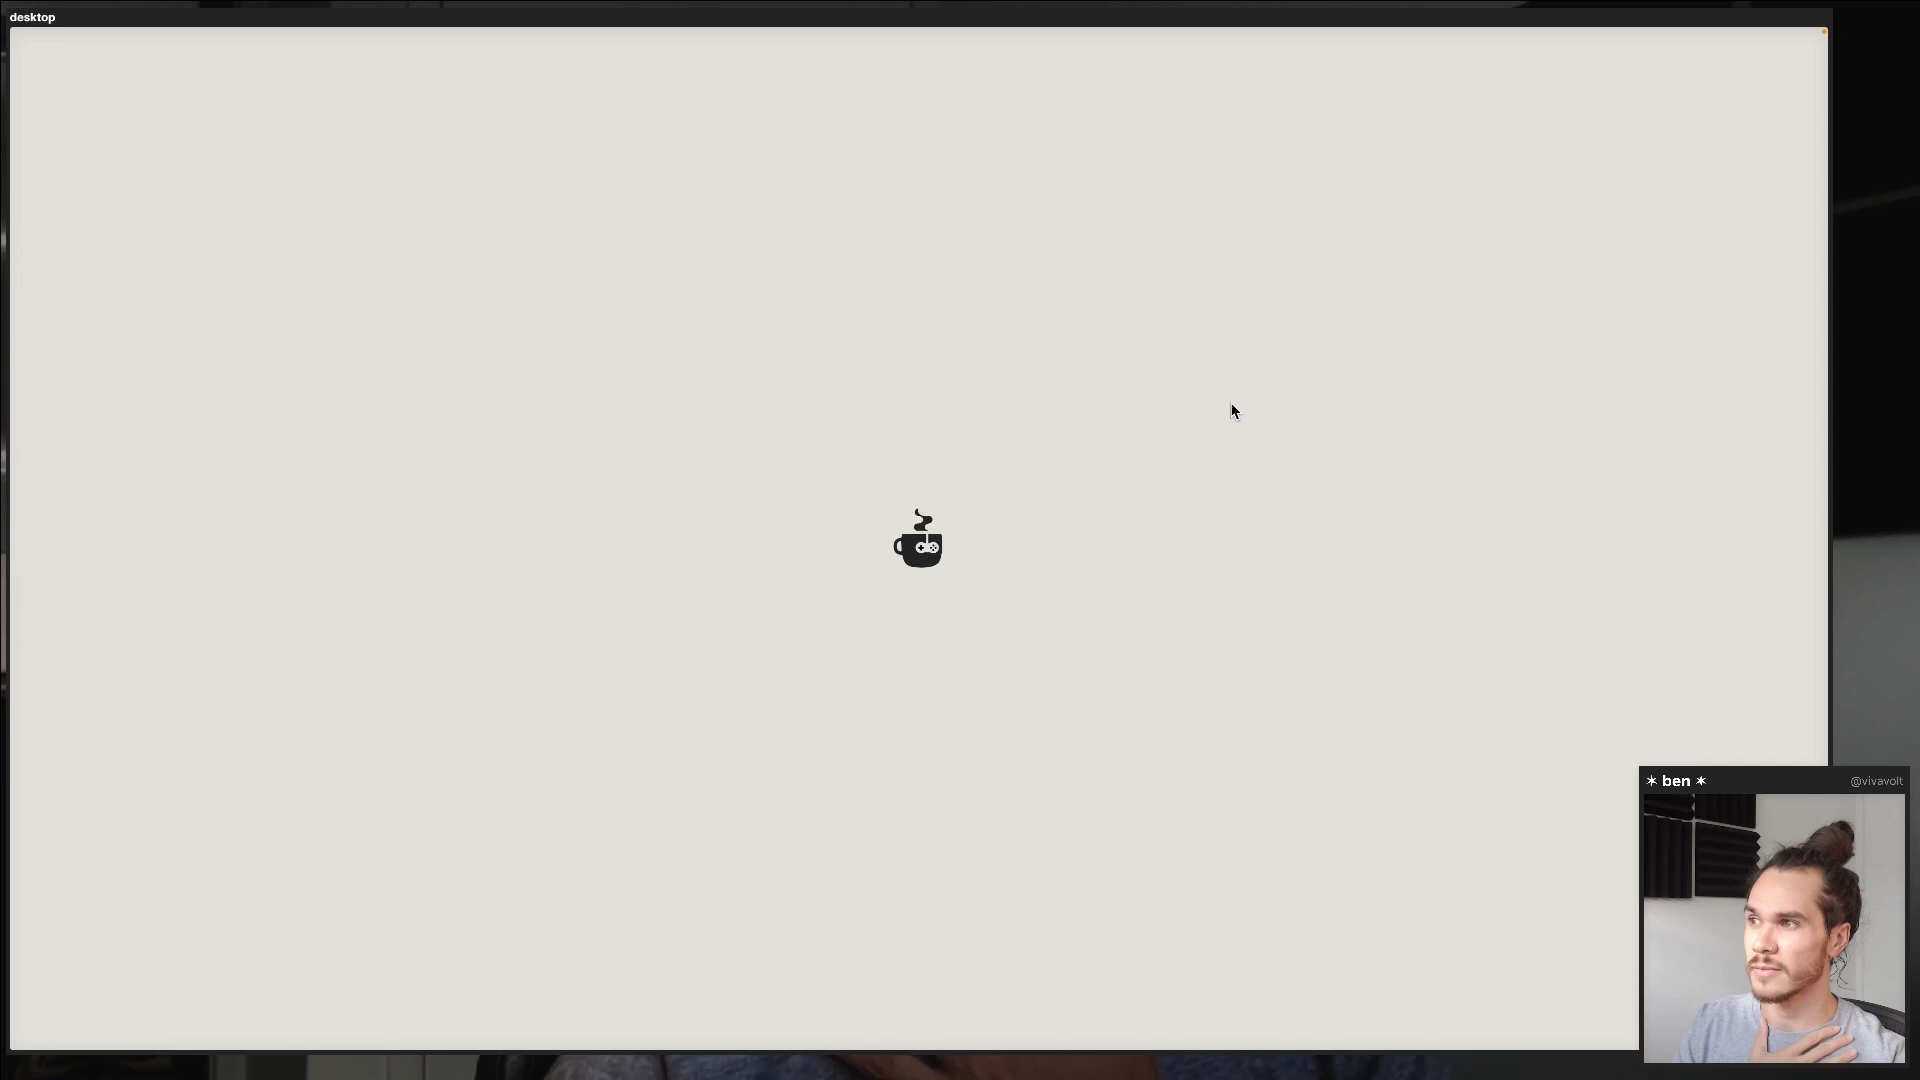 desktop
✶ ben ✶
@vivavolt